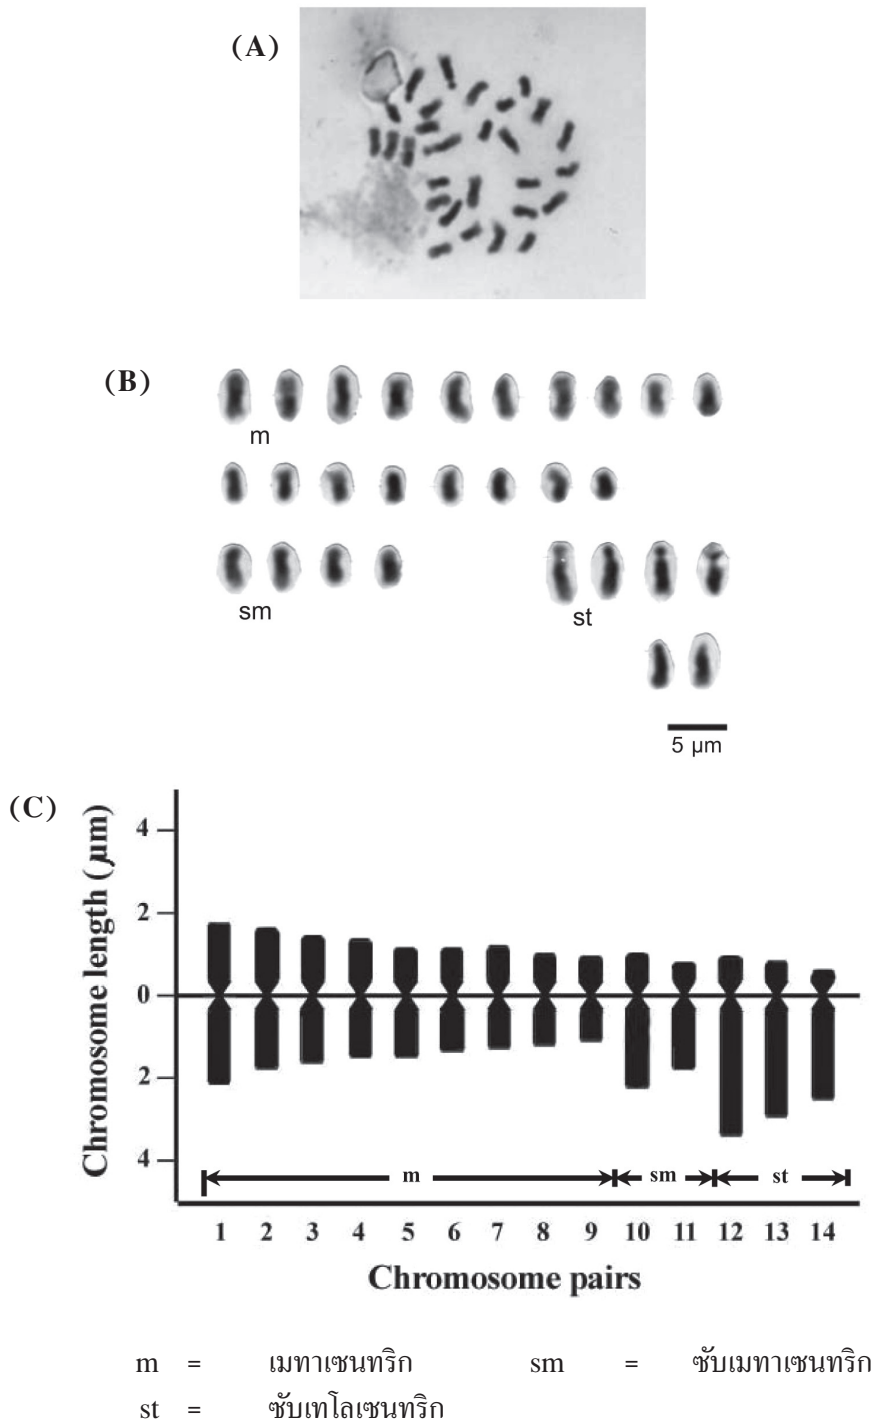 (A)
(B)
m
sm st
5 µm
(C)
Chromosome length (µm)
4
2
0
2
4
m sm st
1 2 3 4 5 6 7 8 9 10 11 12 13 14
Chromosome pairs
m = เมทาเซนทริก sm = ซับเมทาเซนทริก
st = ซับเทโลเซนทริก